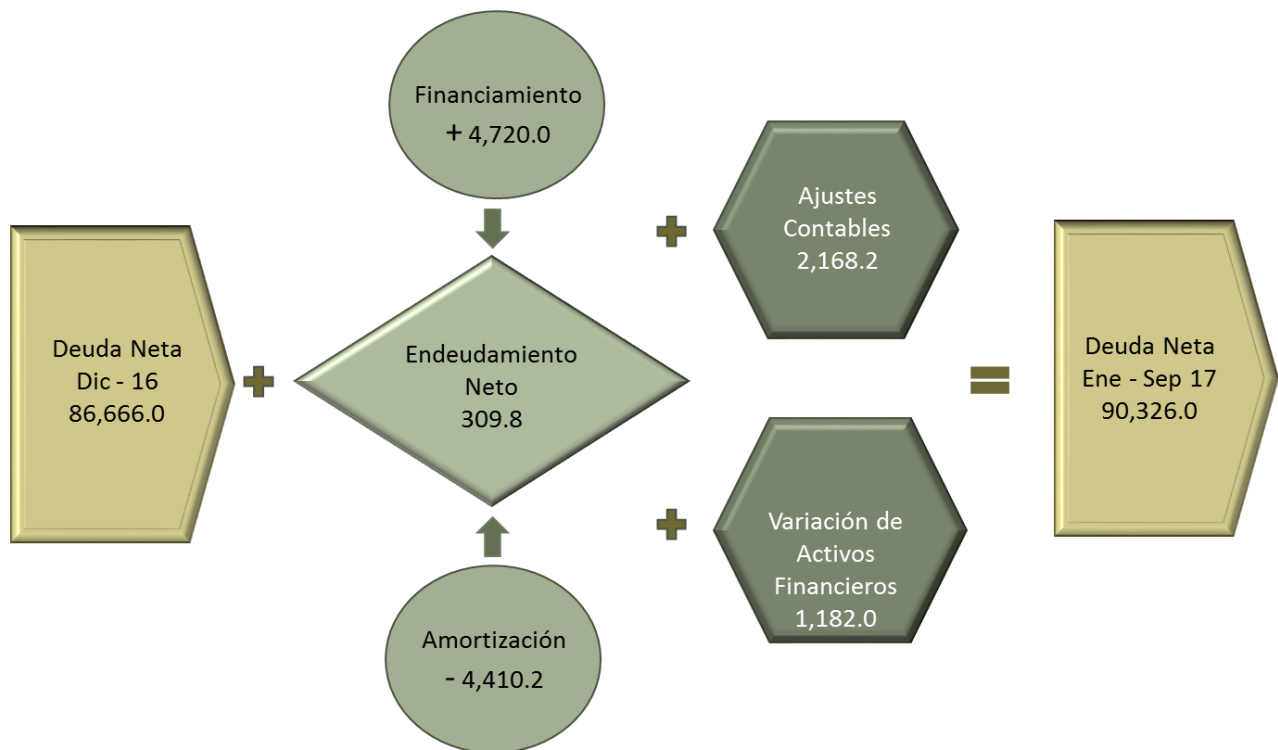 Financiamiento
+ 4,720.0
Ajustes
Contables
2,168.2
+
Deuda Neta
Dic - 16
86,666.0
+
Endeudamiento
Neto
309.8
=
Deuda Neta
Ene - Sep 17
90,326.0
+
Variación de
Activos
Financieros
1,182.0
Amortización
- 4,410.2